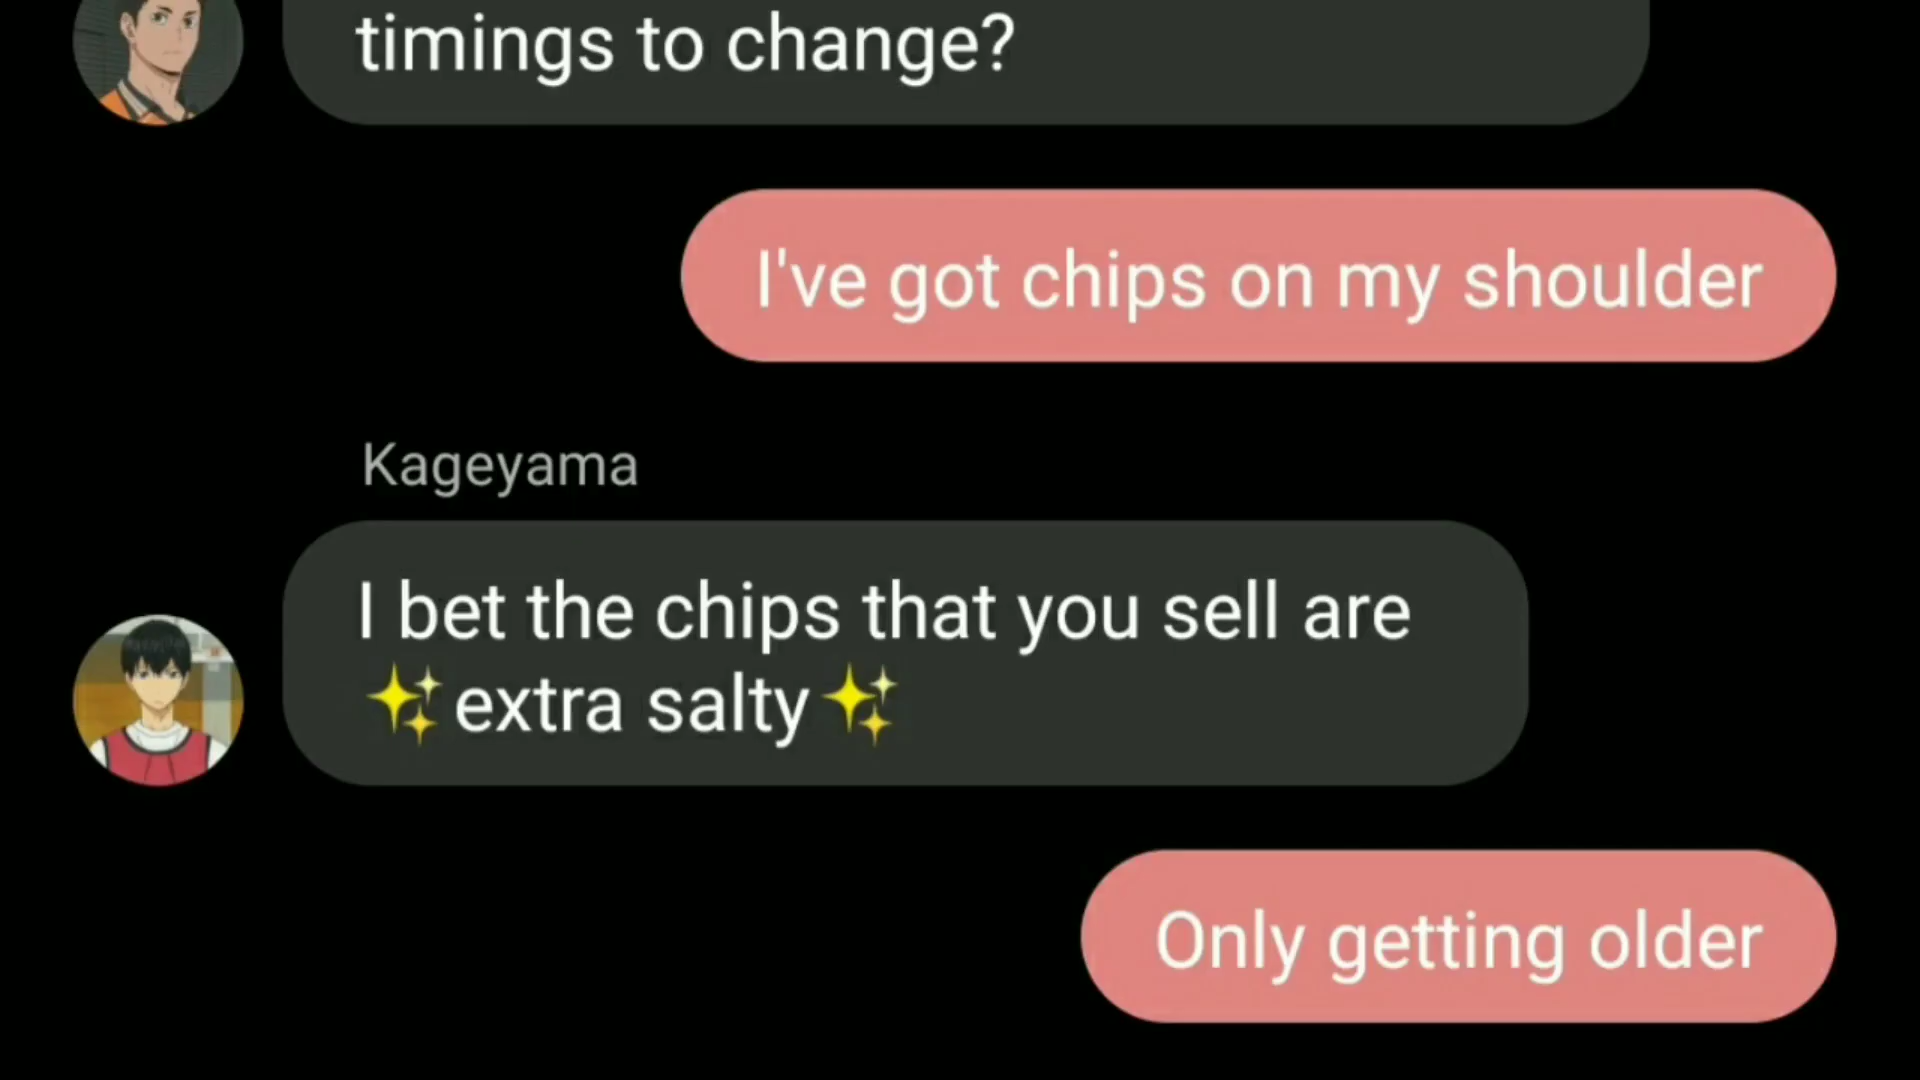 timings to change?
I've got chips on my shoulder
Kageyama
I bet the chips that you sell are
✨extra salty✨
Only getting older